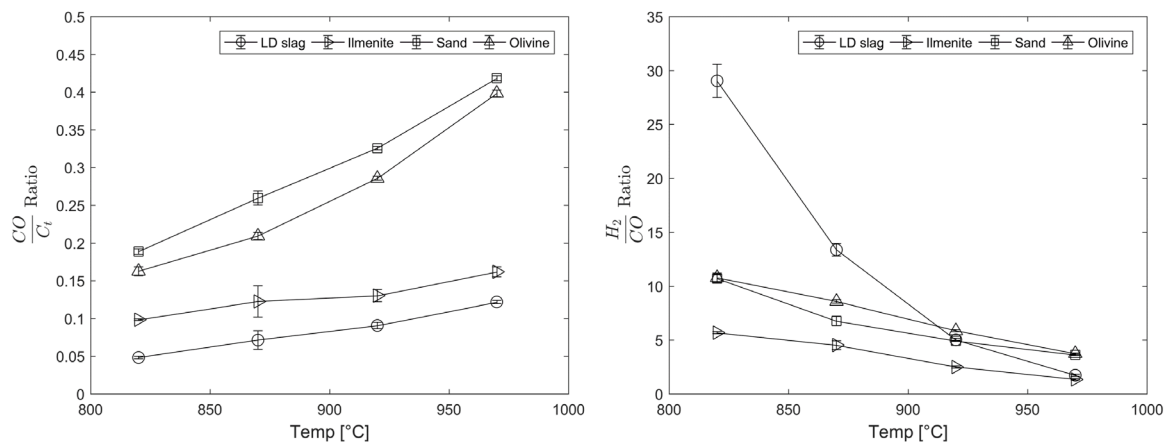 0.5
0.45
0.4
0.35
0.3
0.25
0.2
0.15
0.1
0.05
0
CO
C_t
Ratio
LD slag Ilmenite Sand Olivine
800 850 900 950 1000
Temp [°C]
35
30
25
20
15
10
5
0
H_2
CO
Ratio
LD slag Ilmenite Sand Olivine
800 850 900 950 1000
Temp [°C]